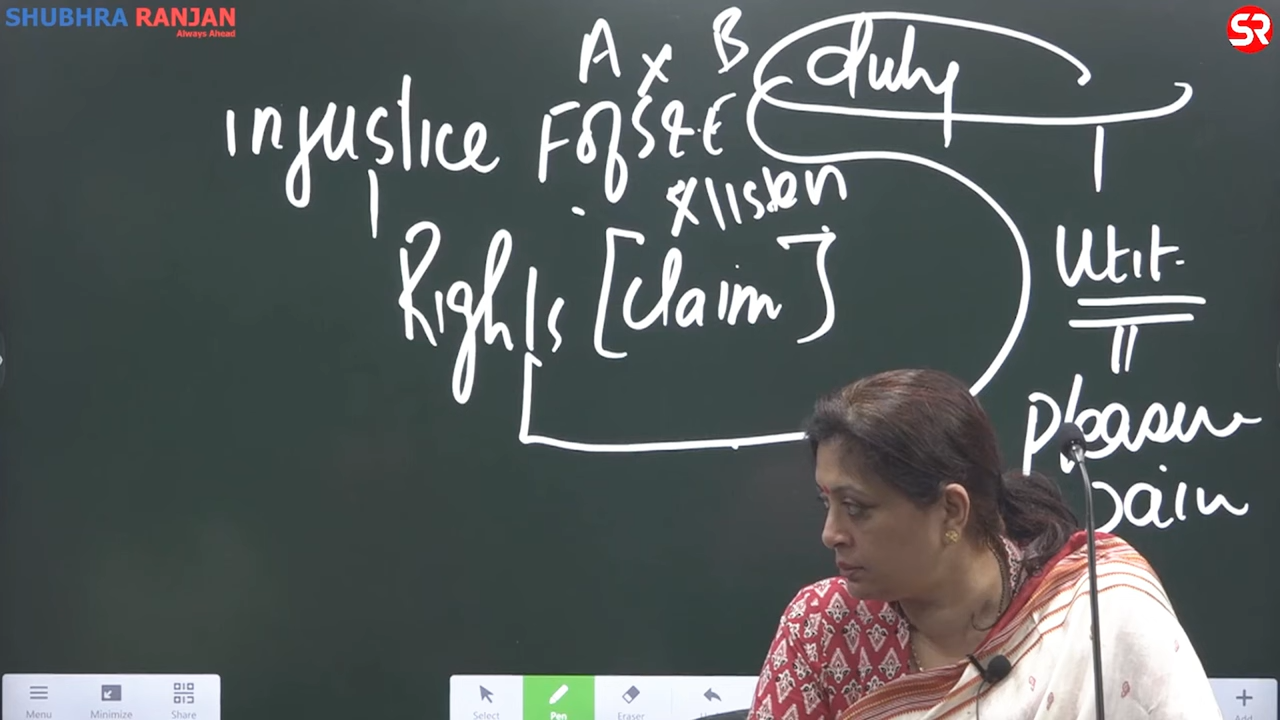 SHUBHRA RANJAN
Always Ahead
SR
A x B
duty
injustice F of S & E
x listen
Rights [claim]
Utit.
pleasure
pain
Menu
Minimize
Share
Select
Pen
Eraser